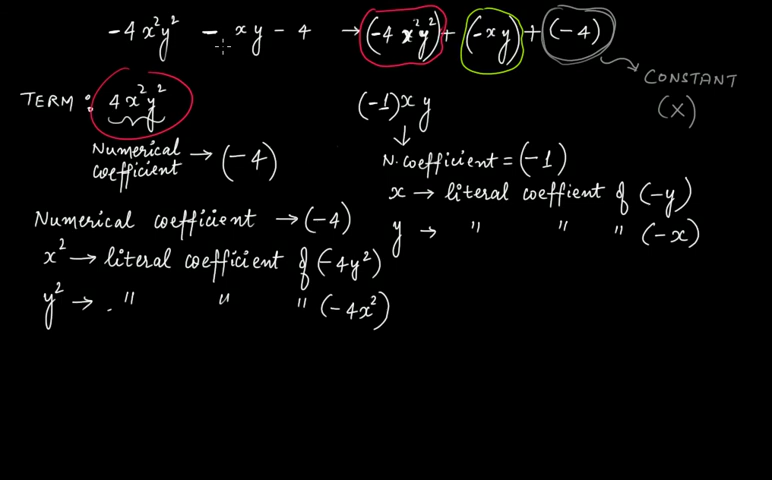 -4x²y² - xy - 4 → (-4x²y²) + (-xy) + (-4)
CONSTANT
(X)
TERM : 4x²y²
(-1)xy
Numerical coefficient → (-4)
N. coefficient = (-1)
x → literal coeffient of (-y)
y → " " " (-x)
Numerical coefficient → (-4)
x² → literal coefficient of (-4y²)
y² → . " " " (-4x²)